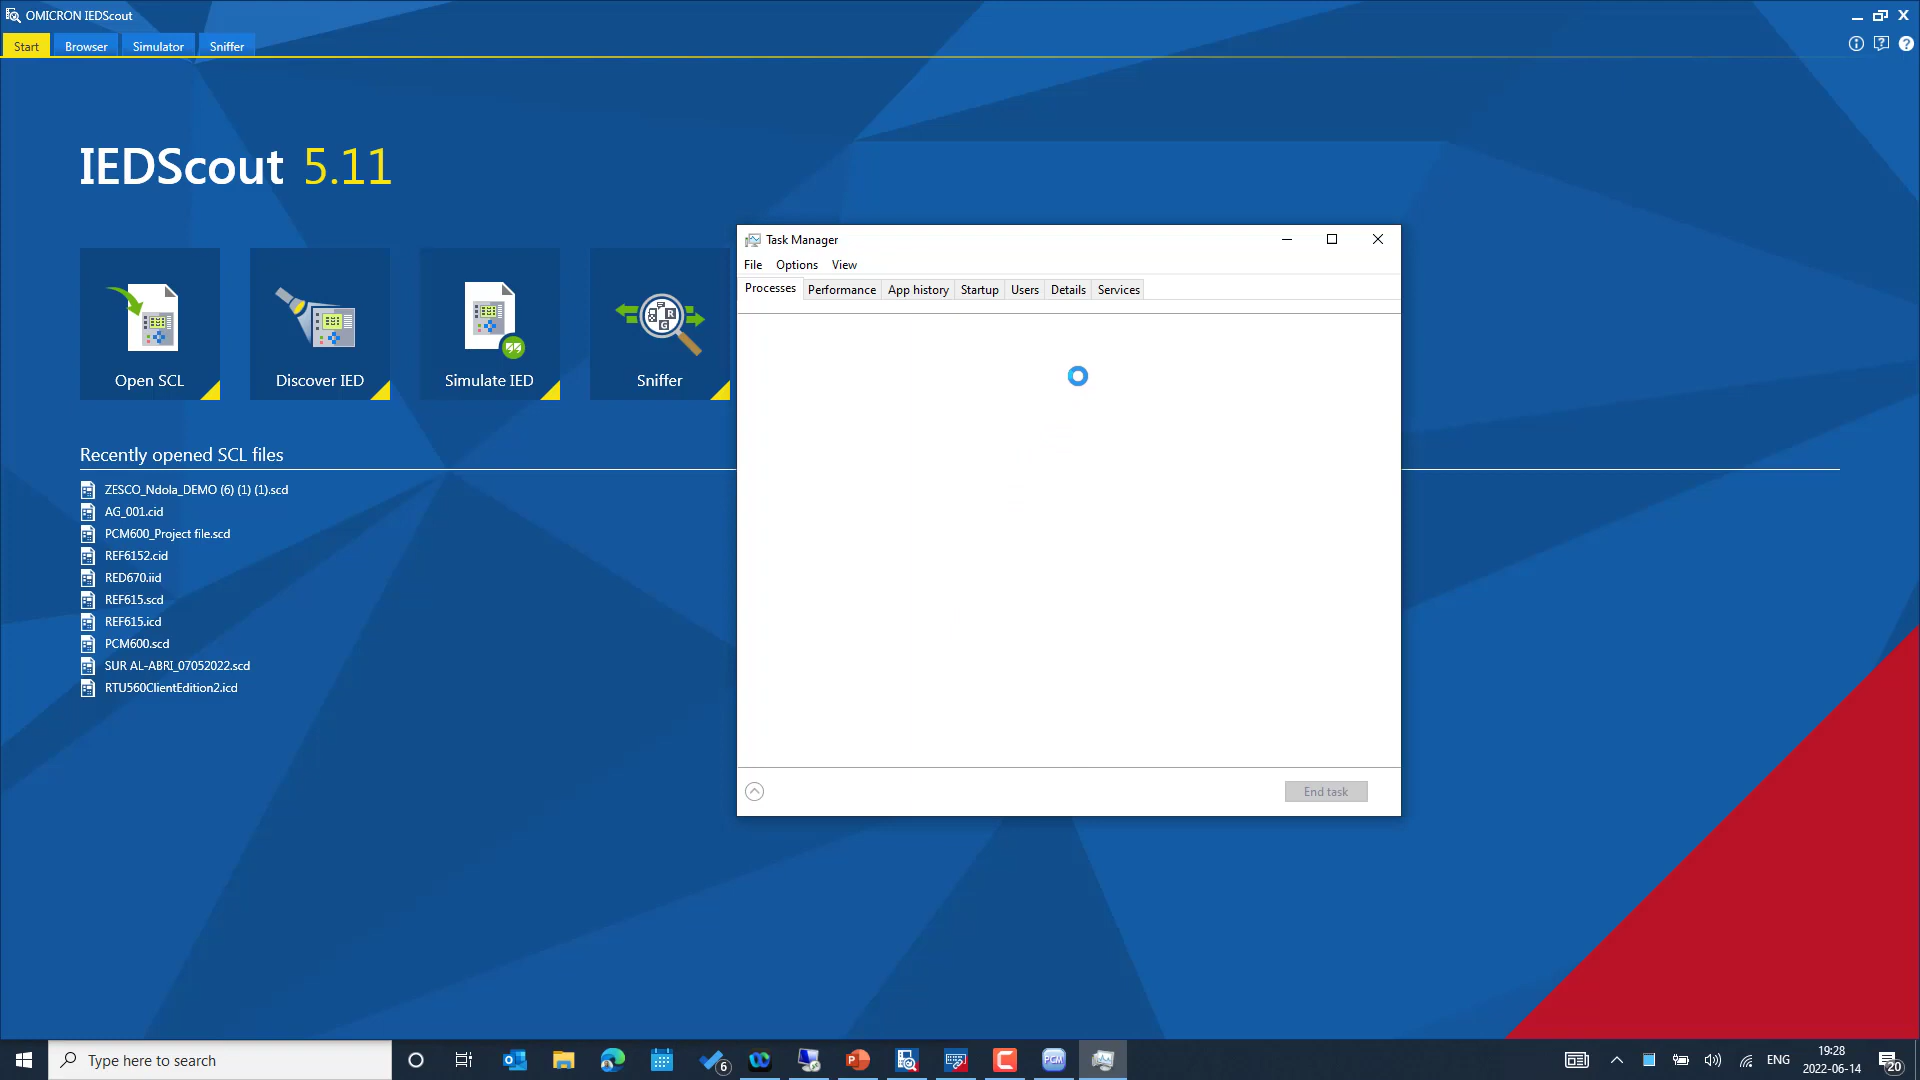 OMICRON IEDScout
Start Browser Simulator Sniffer
IEDScout 5.11
Open SCL
Discover IED
Simulate IED
Sniffer
Recently opened SCL files
ZESCO_Ndola_DEMO (6) (1) (1).scd
AG_001.cid
PCM600_Project file.scd
REF6152.cid
RED670.iid
REF615.scd
REF615.icd
PCM600.scd
SUR AL-ABRI_07052022.scd
RTU560ClientEdition2.icd
Task Manager
File Options View
Processes Performance App history Startup Users Details Services
End task
Type here to search
6
PCM
ENG
19:28
2022-06-14
20